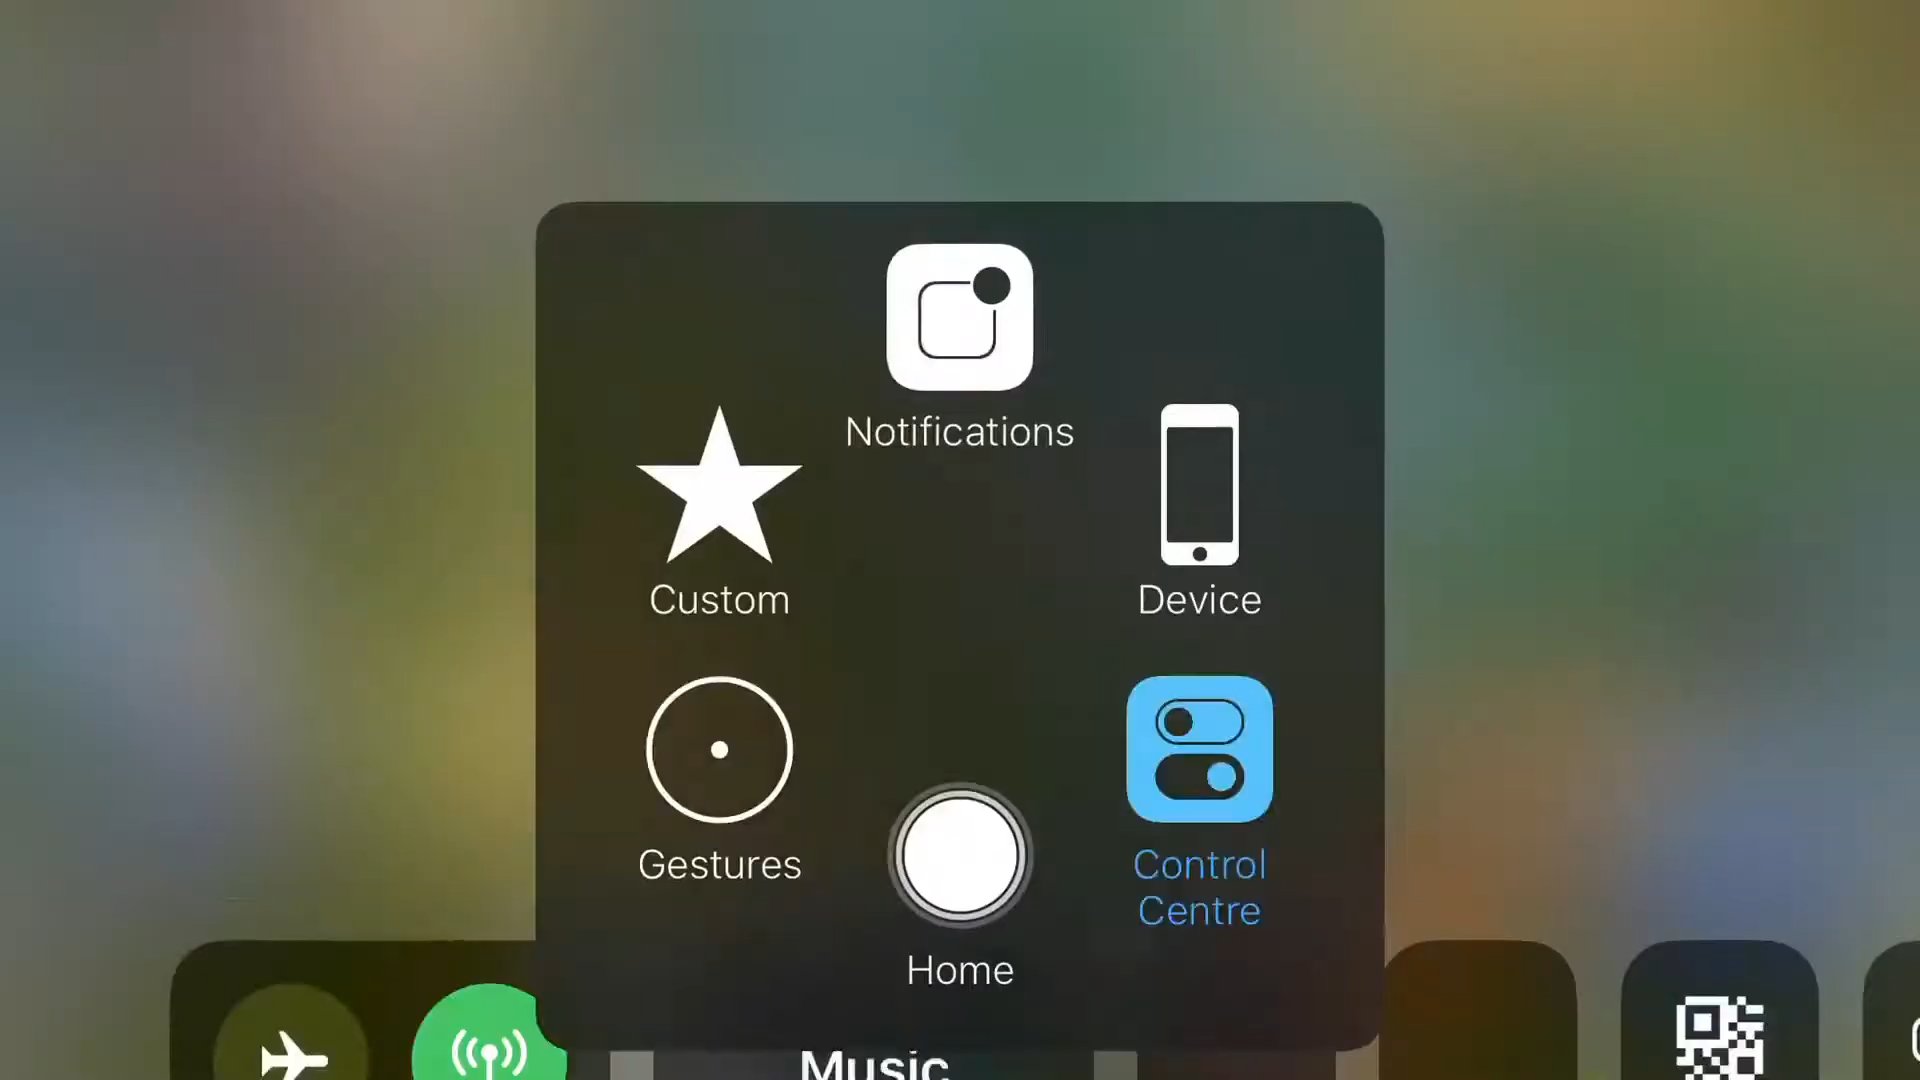 Notifications
Custom
Device
Gestures
Control
Centre
Home
Music